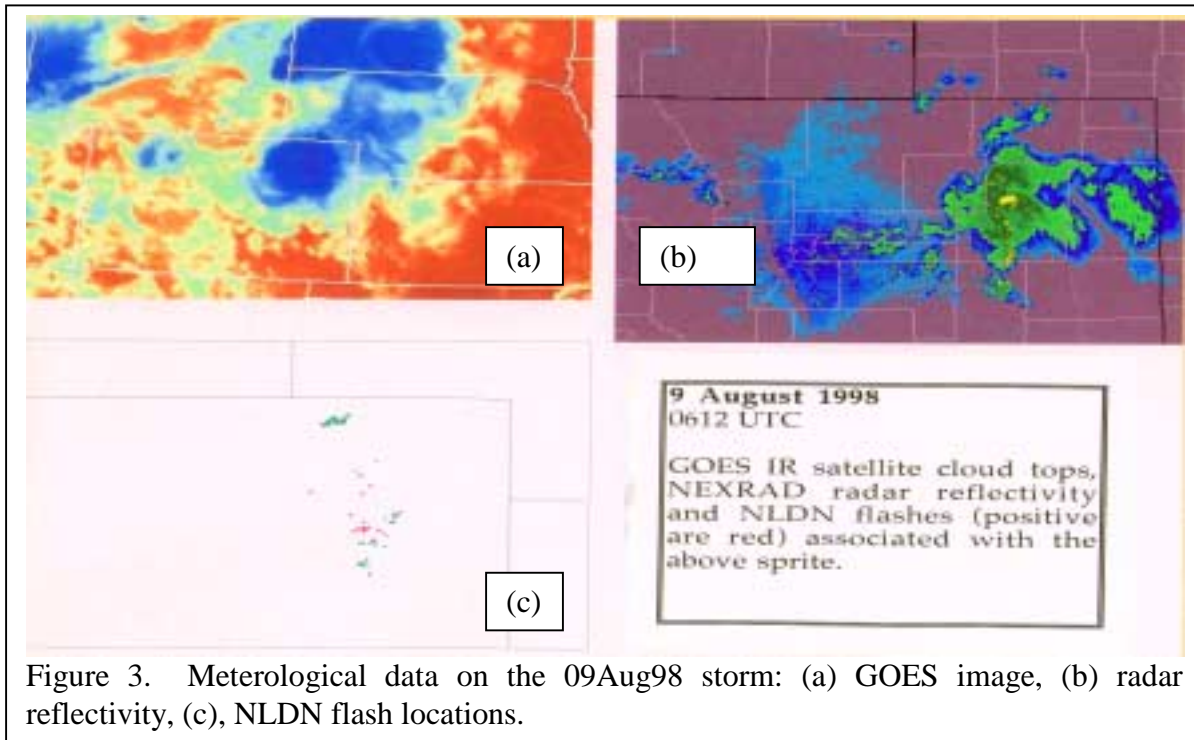 (a)
(b)
(c)
9 August 1998
0612 UTC
GOES IR satellite cloud tops,
NEXRAD radar reflectivity
and NLDN flashes (positive
are red) associated with the
above sprite.
Figure 3. Meterological data on the 09Aug98 storm: (a) GOES image, (b) radar
reflectivity, (c), NLDN flash locations.